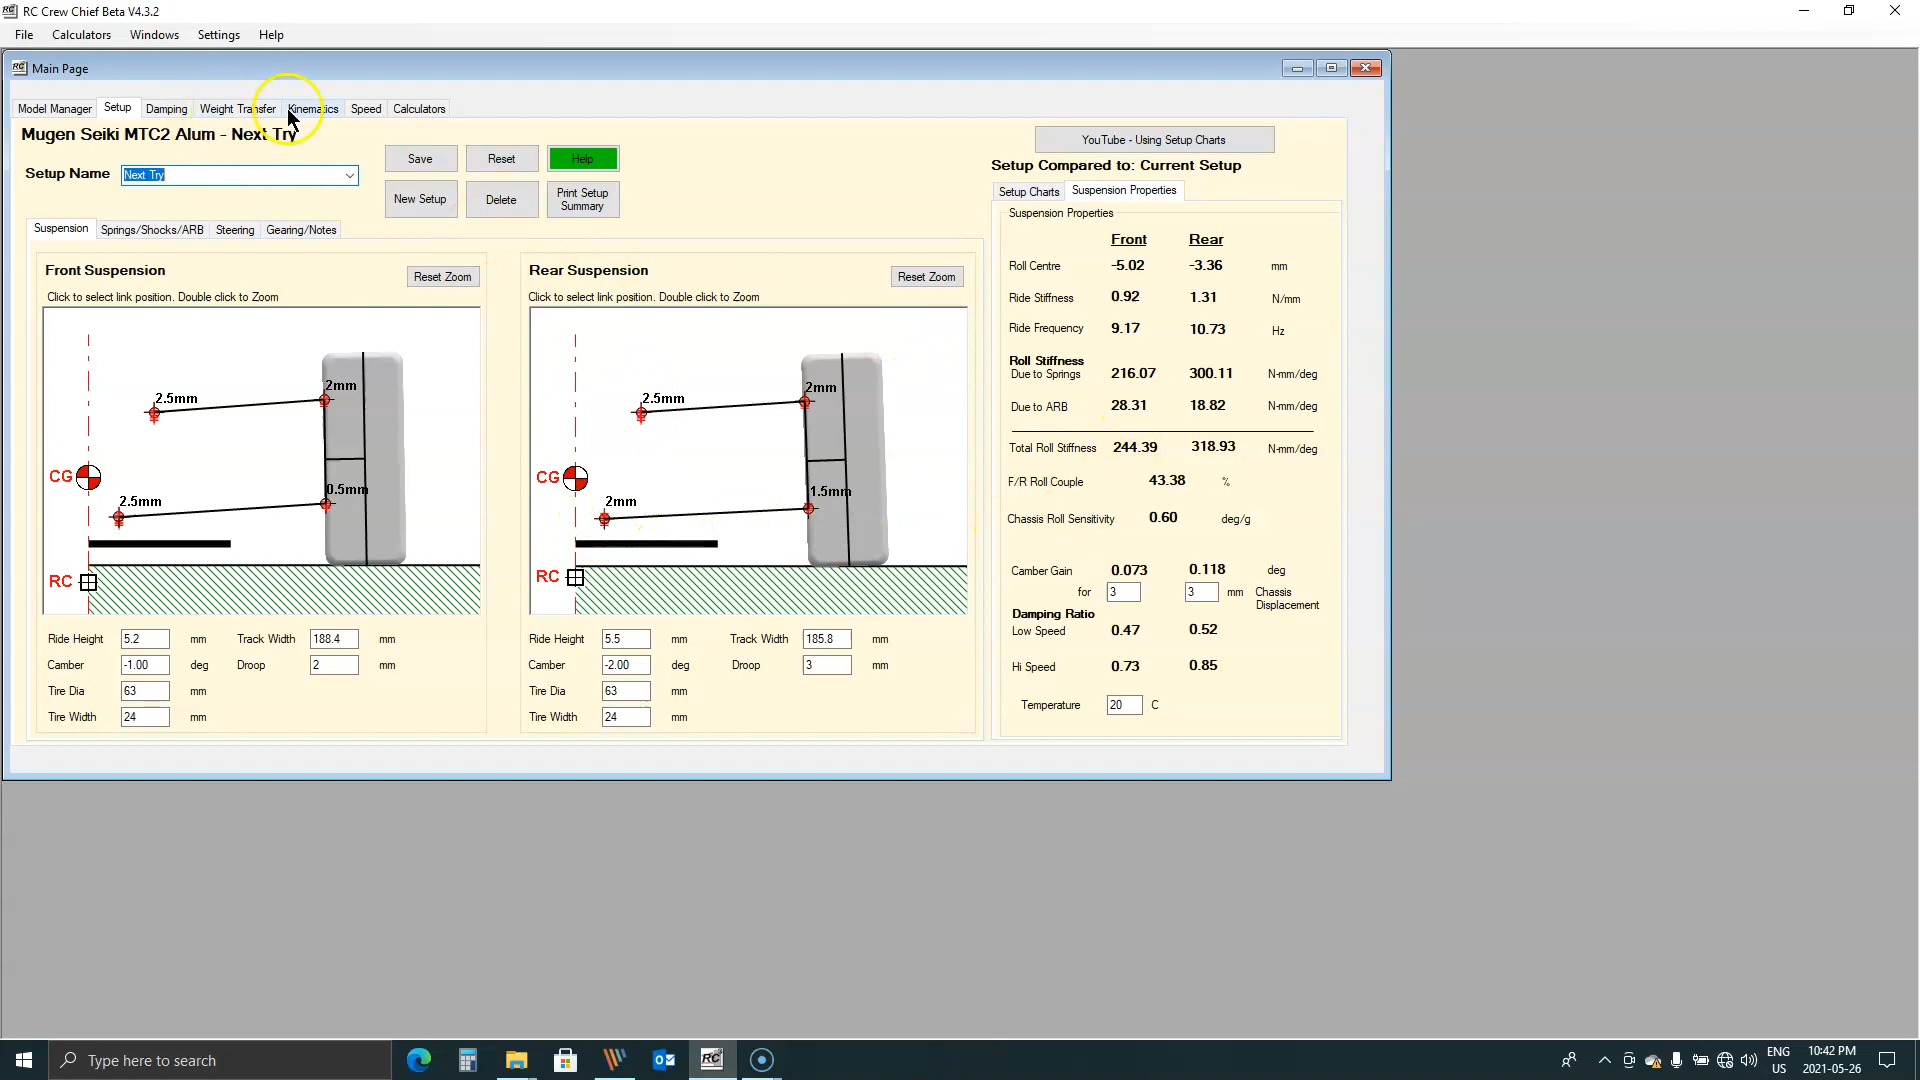 RC Crew Chief Beta V4.3.2
File Calculators Windows Settings Help
Main Page
Model Manager Setup Damping Weight Transfer Kinematics Speed Calculators
Mugen Seiki MTC2 Alum - Next Try
Setup Name Next Try
Save Reset Help
New Setup Delete Print Setup Summary
YouTube - Using Setup Charts
Setup Compared to: Current Setup
Setup Charts Suspension Properties
Suspension Springs/Shocks/ARB Steering Gearing/Notes
Front Suspension
Reset Zoom
Click to select link position. Double click to Zoom
2mm
2.5mm
CG
0.5mm
2.5mm
RC
Ride Height 5.2 mm Track Width 188.4 mm
Camber -1.00 deg Droop 2 mm
Tire Dia 63 mm
Tire Width 24 mm
Rear Suspension
Reset Zoom
Click to select link position. Double click to Zoom
2mm
2.5mm
CG
1.5mm
2mm
RC
Ride Height 5.5 mm Track Width 185.8 mm
Camber -2.00 deg Droop 3 mm
Tire Dia 63 mm
Tire Width 24 mm
Suspension Properties
Front Rear
Roll Centre -5.02 -3.36 mm
Ride Stiffness 0.92 1.31 N/mm
Ride Frequency 9.17 10.73 Hz
Roll Stiffness
Due to Springs 216.07 300.11 N-mm/deg
Due to ARB 28.31 18.82 N-mm/deg
Total Roll Stiffness 244.39 318.93 N-mm/deg
F/R Roll Couple 43.38 %
Chassis Roll Sensitivity 0.60 deg/g
Camber Gain 0.073 0.118 deg
for 3 3 mm Chassis
Displacement
Damping Ratio
Low Speed 0.47 0.52
Hi Speed 0.73 0.85
Temperature 20 C
Type here to search
ENG
US
10:42 PM
2021-05-26